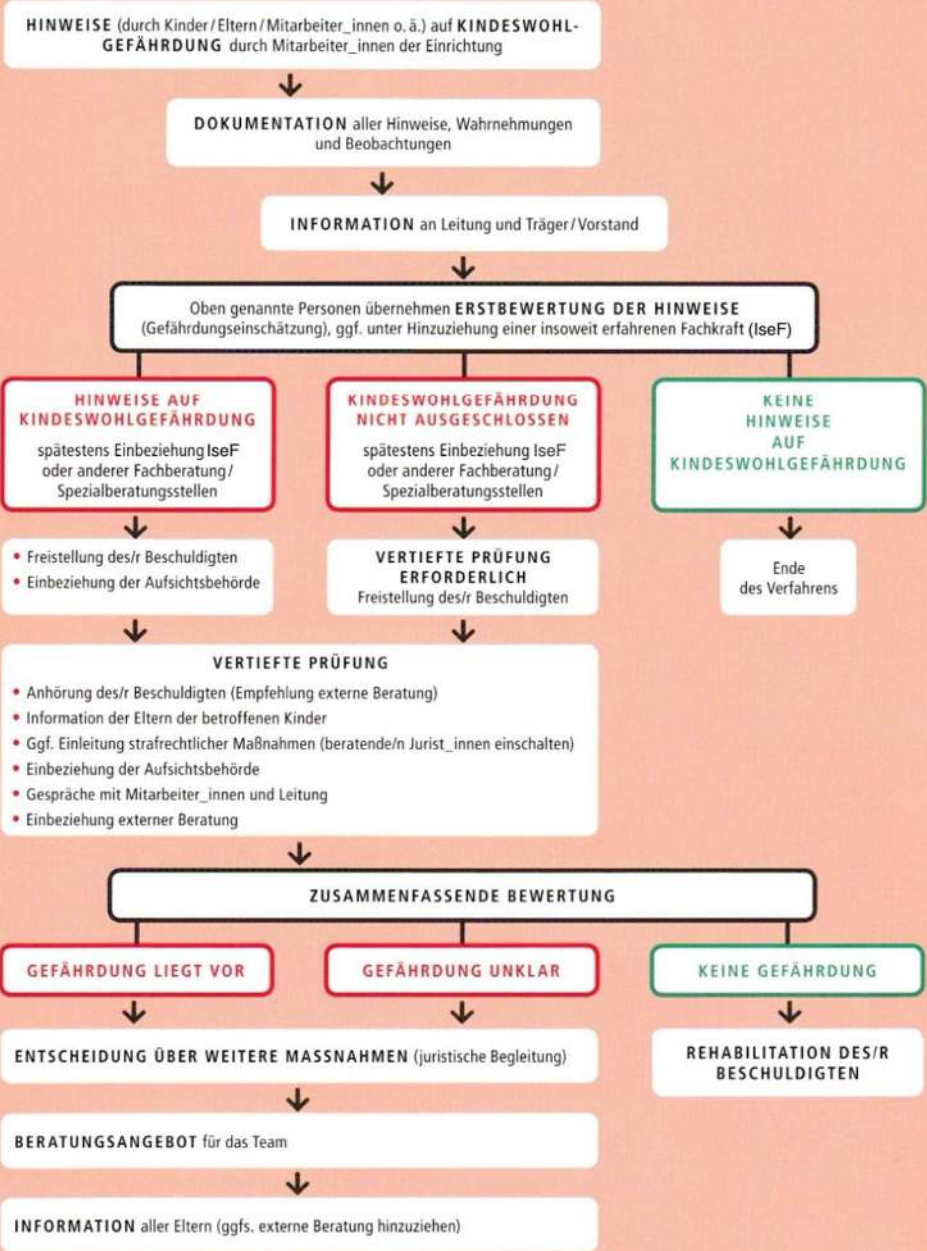 HINWEISE (durch Kinder/Eltern/Mitarbeiter_innen o. ä.) auf KINDESWOHL-
GEFÄHRDUNG durch Mitarbeiter_innen der Einrichtung
DOKUMENTATION aller Hinweise, Wahrnehmungen
und Beobachtungen
INFORMATION an Leitung und Träger/Vorstand
Oben genannte Personen übernehmen ERSTBEWERTUNG DER HINWEISE
(Gefährdungseinschätzung), ggf. unter Hinzuziehung einer insoweit erfahrenen Fachkraft (IseF)
HINWEISE AUF
KINDESWOHLGEFÄHRDUNG
spätestens Einbeziehung IseF
oder anderer Fachberatung/
Spezialberatungsstellen
KINDESWOHLGEFÄHRDUNG
NICHT AUSGESCHLOSSEN
spätestens Einbeziehung IseF
oder anderer Fachberatung/
Spezialberatungsstellen
KEINE
HINWEISE
AUF
KINDESWOHLGEFÄHRDUNG
• Freistellung des/r Beschuldigten
• Einbeziehung der Aufsichtsbehörde
VERTIEFTE PRÜFUNG
ERFORDERLICH
Freistellung des/r Beschuldigten
Ende
des Verfahrens
VERTIEFTE PRÜFUNG
• Anhörung des/r Beschuldigten (Empfehlung externe Beratung)
• Information der Eltern der betroffenen Kinder
• Ggf. Einleitung strafrechtlicher Maßnahmen (beratende/n Jurist_innen einschalten)
• Einbeziehung der Aufsichtsbehörde
• Gespräche mit Mitarbeiter_innen und Leitung
• Einbeziehung externer Beratung
ZUSAMMENFASSENDE BEWERTUNG
GEFÄHRDUNG LIEGT VOR
GEFÄHRDUNG UNKLAR
KEINE GEFÄHRDUNG
ENTSCHEIDUNG ÜBER WEITERE MASSNAHMEN (juristische Begleitung)
REHABILITATION DES/R
BESCHULDIGTEN
BERATUNGSANGEBOT für das Team
INFORMATION aller Eltern (ggfs. externe Beratung hinzuziehen)